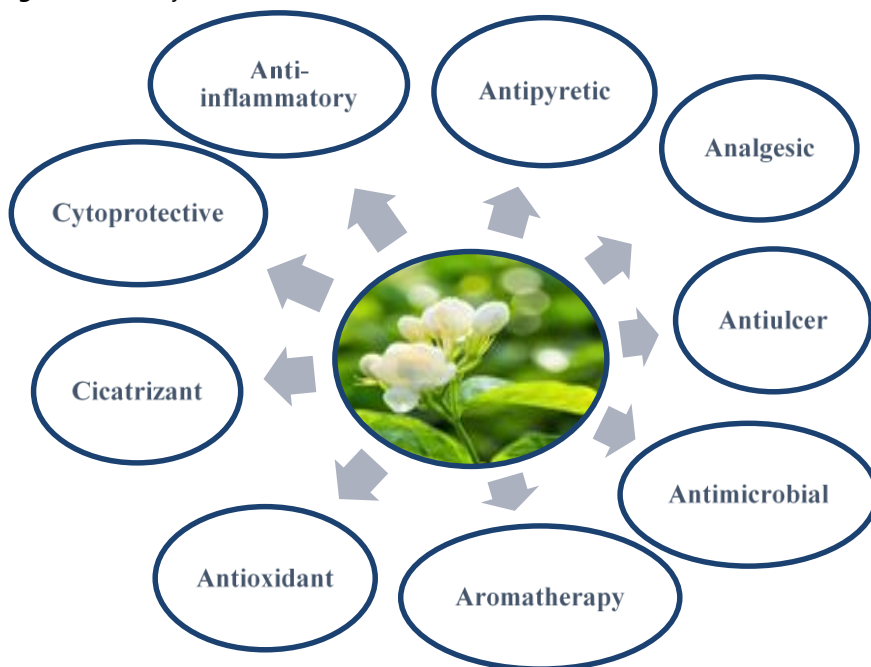 Anti-
inflammatory
Antipyretic
Analgesic
Cytoprotective
Antiulcer
Cicatrizant
Antimicrobial
Antioxidant
Aromatherapy